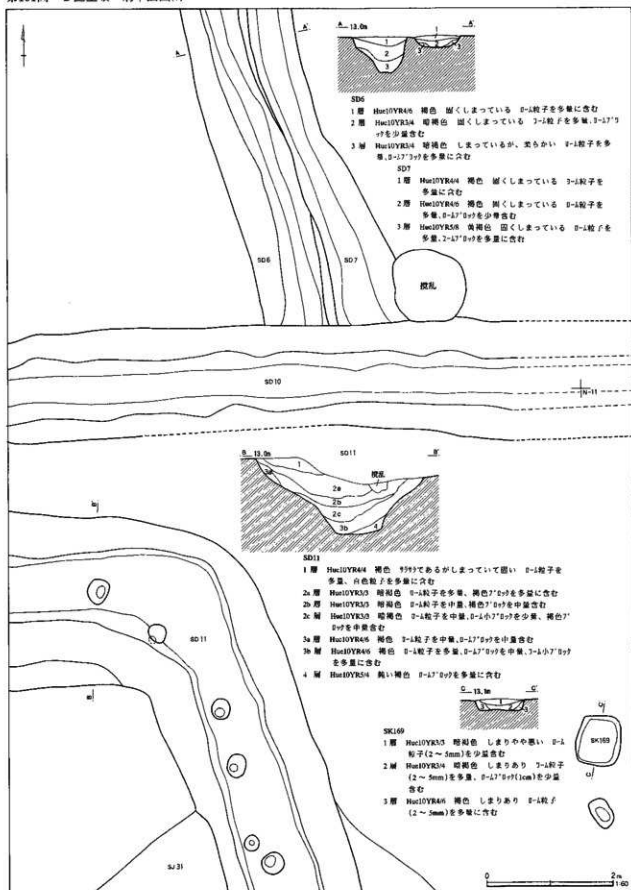 A
A'
A 13.0m
A'
1
2
3
1
2
3
3
SD6
1 層 Hue10YR4/6 褐色 固くしまっている ﾛｰﾑ粒子を多量に含む
2 層 Hue10YR3/4 暗褐色 固くしまっている ﾛｰﾑ粒子を多量､ﾛｰﾑﾌﾞﾛ
ｯｸを少量含む
3 層 Hue10YR3/4 暗褐色 しまっているが、柔らかい ﾛｰﾑ粒子を多
量､ﾛｰﾑﾌﾞﾛｯｸを多量に含む
SD7
1 層 Hue10YR4/4 褐色 固くしまっている ﾛｰﾑ粒子を
多量に含む
2 層 Hue10YR4/6 褐色 固くしまっている ﾛｰﾑ粒子を
多量､ﾛｰﾑﾌﾞﾛｯｸを少量含む
3 層 Hue10YR5/8 黄褐色 固くしまっている ﾛｰﾑ粒子を
多量､ﾛｰﾑﾌﾞﾛｯｸを多量に含む
SD6
SD7
撹乱
SD10
N-11
SD11
B 13.0m
B'
撹乱
1
2a
2b
2c
3a
3b
4
B'
SD11
1 層 Hue10YR4/4 褐色 ｻﾗｻﾗであるがしまっていて固い ﾛｰﾑ粒子を
多量、白色粒子を多量に含む
2a 層 Hue10YR3/3 暗褐色 ﾛｰﾑ粒子を多量、褐色ﾌﾞﾛｯｸを多量に含む
2b 層 Hue10YR3/3 暗褐色 ﾛｰﾑ粒子を中量､褐色ﾌﾞﾛｯｸを中量含む
2c 層 Hue10YR3/3 暗褐色 ﾛｰﾑ粒子を中量､ﾛｰﾑ小ﾌﾞﾛｯｸを少量、褐色ﾌﾞ
ﾛｯｸを中量含む
3a 層 Hue10YR4/6 褐色 ﾛｰﾑ粒子を中量､ﾛｰﾑﾌﾞﾛｯｸを中量含む
3b 層 Hue10YR4/6 褐色 ﾛｰﾑ粒子を多量､ﾛｰﾑﾌﾞﾛｯｸを中量､ﾛｰﾑ小ﾌﾞﾛｯｸ
を多量に含む
4 層 Hue10YR5/4 鈍い褐色 ﾛｰﾑﾌﾞﾛｯｸを多量に含む
SD11
B
C 13.1m
C'
1
2
3
SK169
1 層 Hue10YR3/3 暗褐色 しまりやや悪い ﾛｰﾑ
粒子(2～5mm)を少量含む
2 層 Hue10YR3/4 暗褐色 しまりあり ﾛｰﾑ粒子
(2～5mm)を多量､ﾛｰﾑﾌﾞﾛｯｸ(1cm)を少量
含む
3 層 Hue10YR4/6 褐色 しまりあり ﾛｰﾑ粒子
(2～5mm)を多量に含む
C'
SK169
C
SJ31
0
2m
1:60